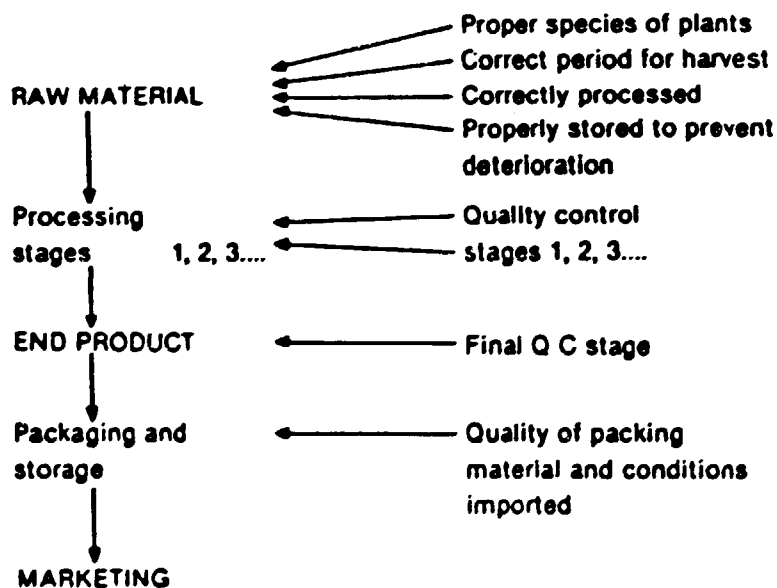 Proper species of plants
Correct period for harvest
RAW MATERIAL
Correctly processed
Properly stored to prevent
deterioration
Processing
stages 1, 2, 3....
Quality control
stages 1, 2, 3....
END PRODUCT
Final Q C stage
Packaging and
storage
Quality of packing
material and conditions
imported
MARKETING